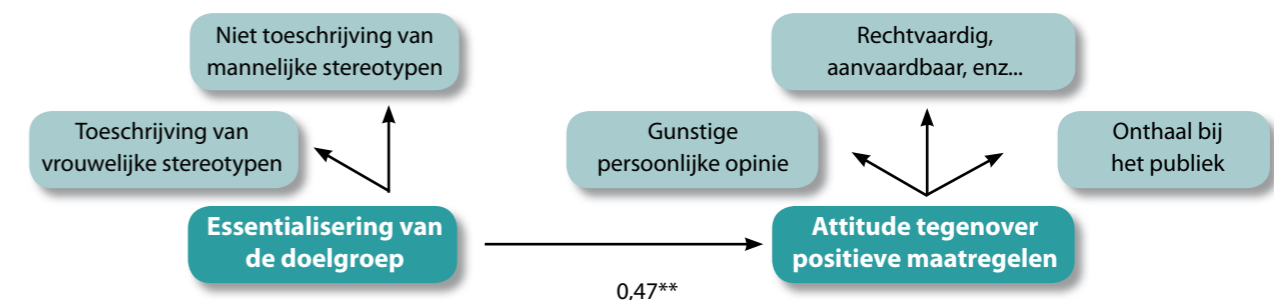 Niet toeschrijving van
mannelijke stereotypen
Rechtvaardig,
aanvaardbaar, enz...
Toeschrijving van
vrouwelijke stereotypen
Gunstige
persoonlijke opinie
Onthaal bij
het publiek
Essentialisering van
de doelgroep
Attitude tegenover
positieve maatregelen
0,47**